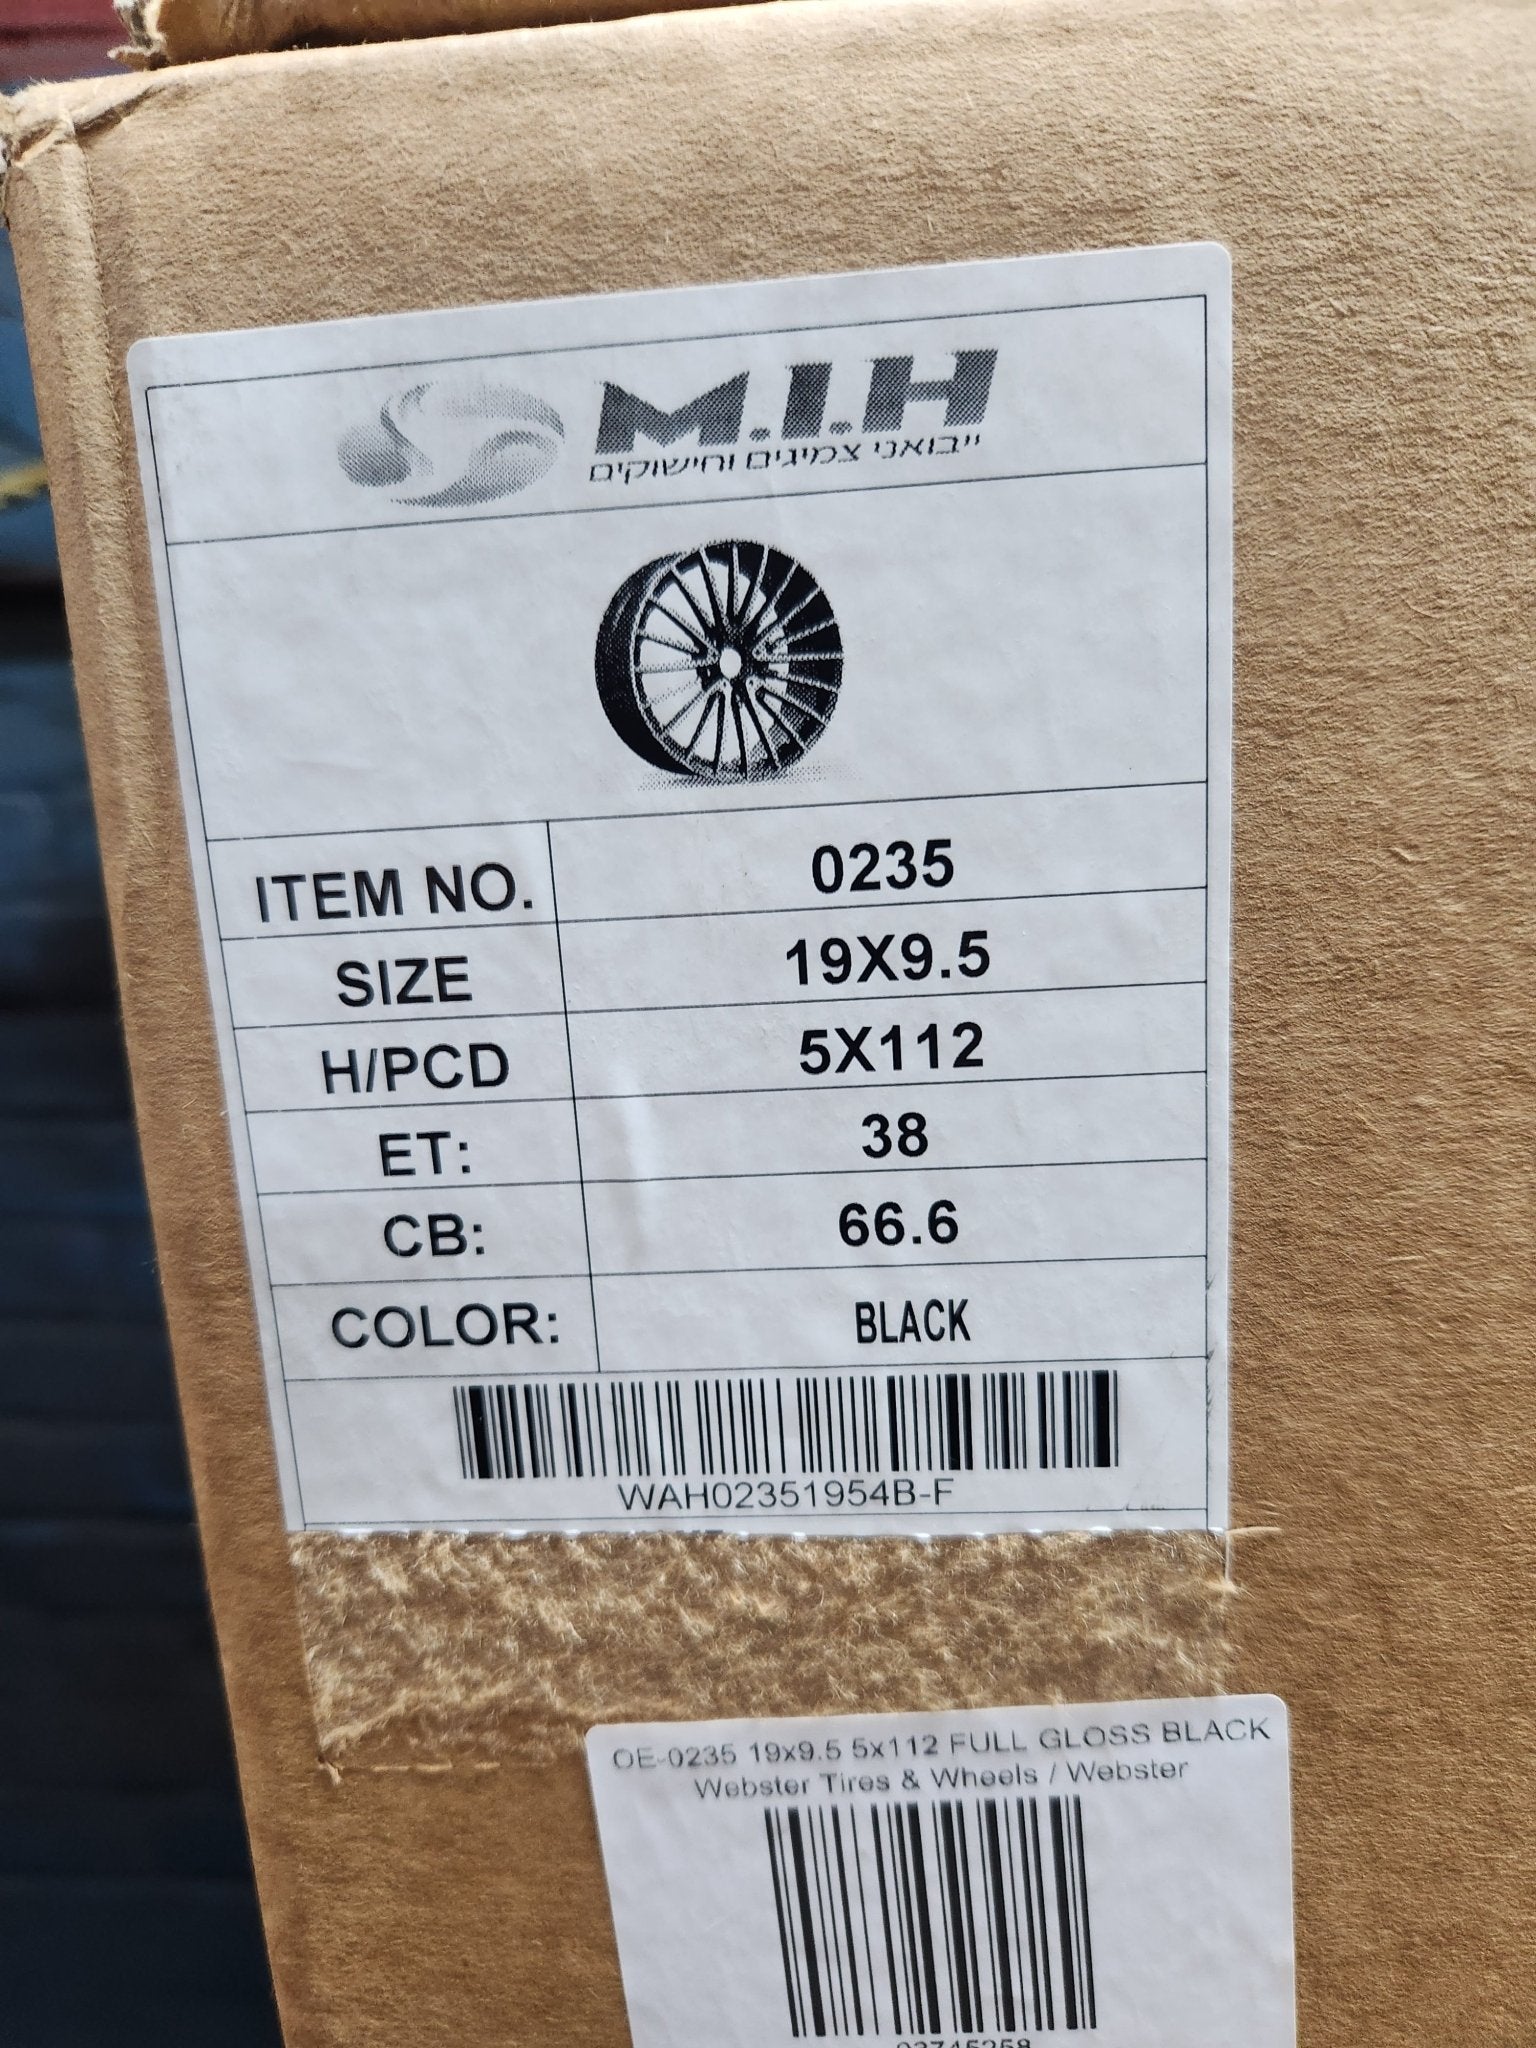 M.I.H
ייבואני צמיגים וחישוקים
ITEM NO. 0235
SIZE 19X9.5
H/PCD 5X112
ET: 38
CB: 66.6
COLOR: BLACK
WAH02351954B-F
OE-0235 19x9.5 5x112 FULL GLOSS BLACK
Webster Tires & Wheels / Webster